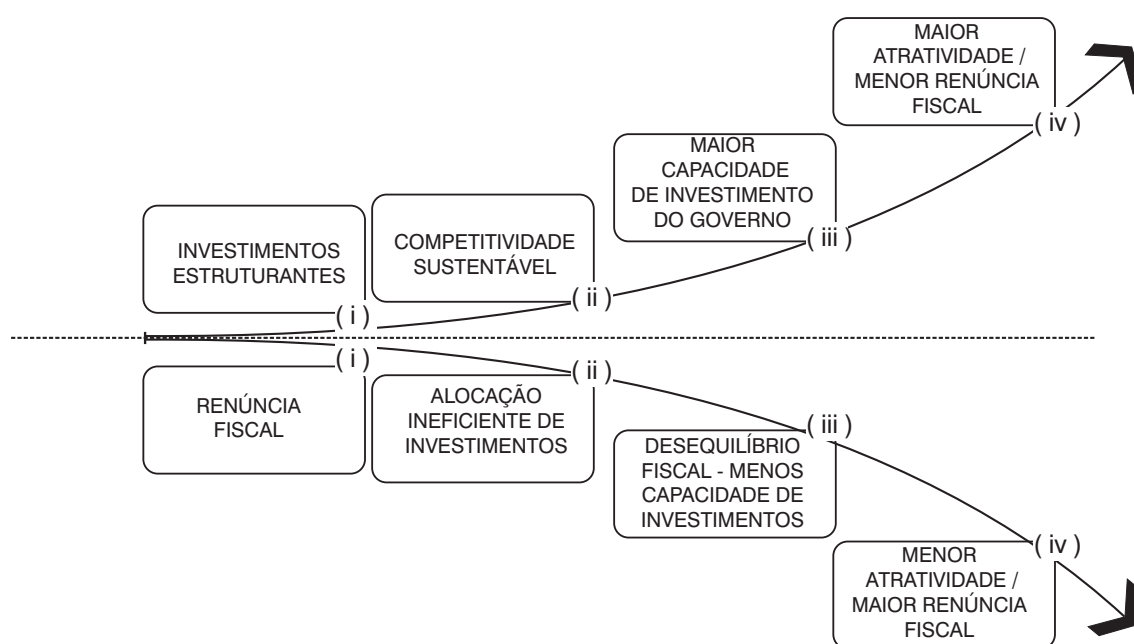 MAIOR
ATRATIVIDADE /
MENOR RENÚNCIA
FISCAL
( iv )
MAIOR
CAPACIDADE
DE INVESTIMENTO
DO GOVERNO
( iii )
COMPETITIVIDADE
SUSTENTÁVEL
( ii )
INVESTIMENTOS
ESTRUTURANTES
( i )
( i )
RENÚNCIA
FISCAL
( ii )
ALOCAÇÃO
INEFICIENTE DE
INVESTIMENTOS
( iii )
DESEQUILÍBRIO
FISCAL - MENOS
CAPACIDADE DE
INVESTIMENTOS
( iv )
MENOR
ATRATIVIDADE /
MAIOR RENÚNCIA
FISCAL